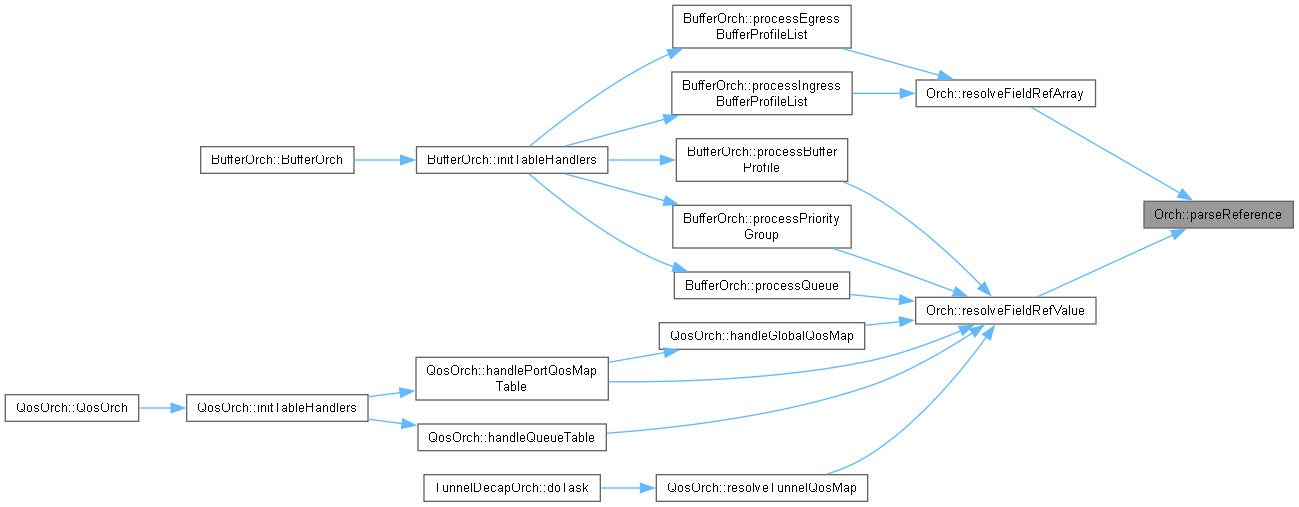 BufferOrch::processEgress
BufferProfileList
BufferOrch::processIngress
BufferProfileList
Orch::resolveFieldRefArray
BufferOrch::BufferOrch
BufferOrch::initTableHandlers
BufferOrch::processBuffer
Profile
BufferOrch::processPriority
Group
Orch::parseReference
BufferOrch::processQueue
Orch::resolveFieldRefValue
QosOrch::handleGlobalQosMap
QosOrch::handlePortQosMap
Table
QosOrch::QosOrch
QosOrch::initTableHandlers
QosOrch::handleQueueTable
TunnelDecapOrch::doTask
QosOrch::resolveTunnelQosMap